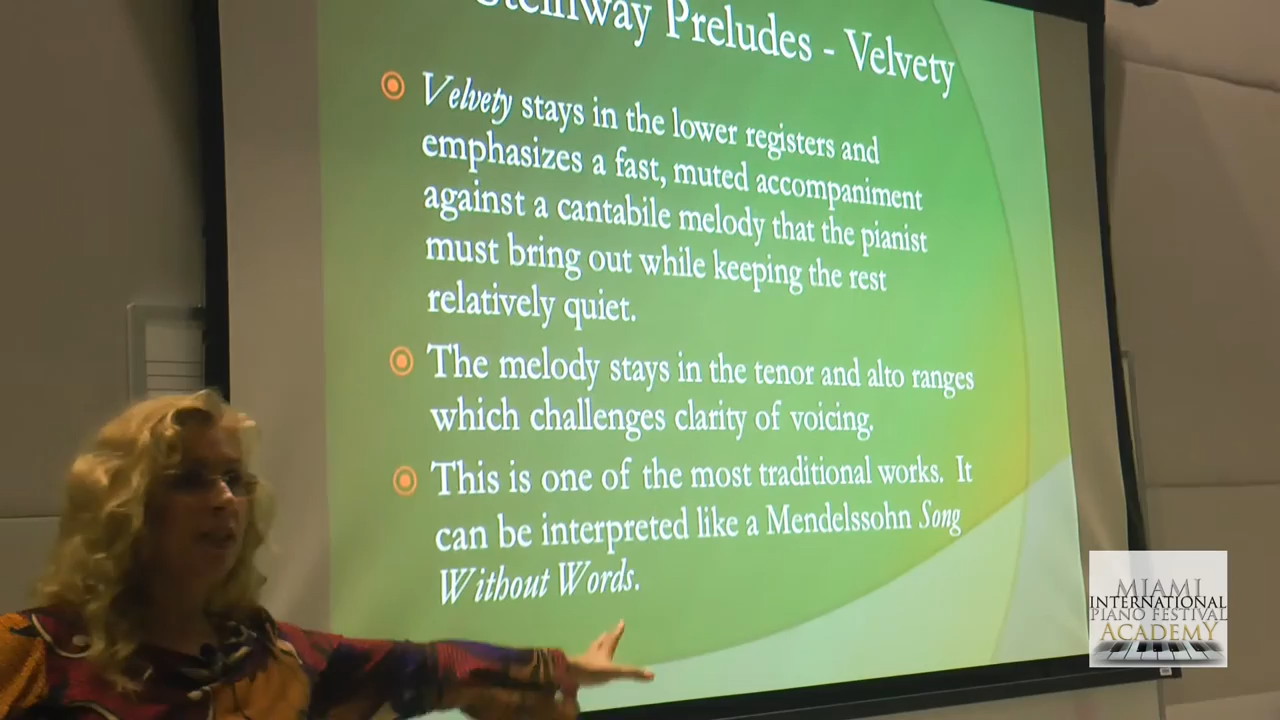 Steinway Preludes - Velvety
Velvety stays in the lower registers and
emphasizes a fast, muted accompaniment
against a cantabile melody that the pianist
must bring out while keeping the rest
relatively quiet.
The melody stays in the tenor and alto ranges
which challenges clarity of voicing.
This is one of the most traditional works. It
can be interpreted like a Mendelssohn Song
Without Words.
MIAMI
INTERNATIONAL
PIANO FESTIVAL
ACADEMY